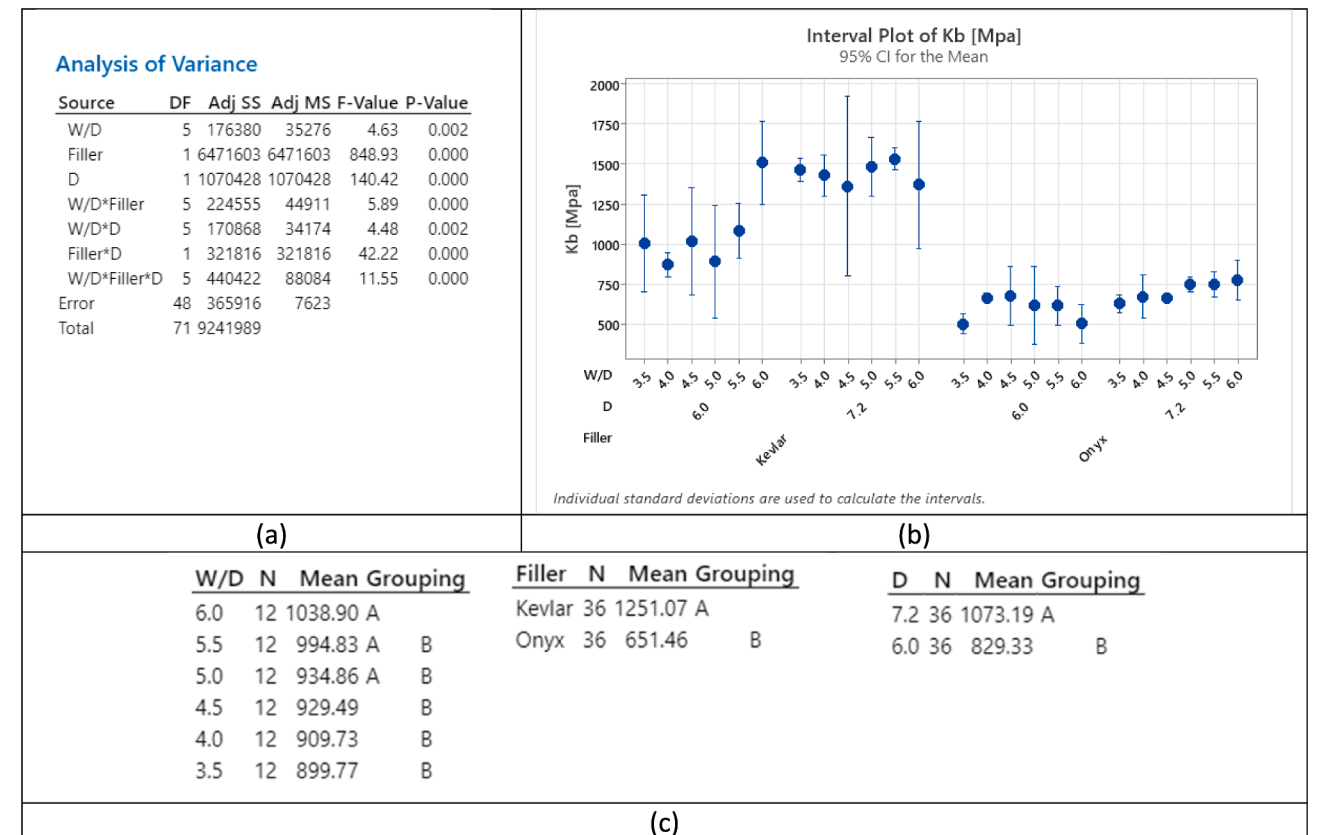 Analysis of Variance
Source DF Adj SS Adj MS F-Value P-Value
W/D 5 176380 35276 4.63 0.002
Filler 1 6471603 6471603 848.93 0.000
D 1 1070428 1070428 140.42 0.000
W/D*Filler 5 224555 44911 5.89 0.000
W/D*D 5 170868 34174 4.48 0.002
Filler*D 1 321816 321816 42.22 0.000
W/D*Filler*D 5 440422 88084 11.55 0.000
Error 48 365916 7623
Total 71 9241989
(a)
Interval Plot of Kb [Mpa]
95% CI for the Mean
Kb [Mpa]
2000
1750
1500
1250
1000
750
500
W/D 3.5 4.0 4.5 5.0 5.5 6.0 3.5 4.0 4.5 5.0 5.5 6.0 3.5 4.0 4.5 5.0 5.5 6.0 3.5 4.0 4.5 5.0 5.5 6.0
D 6.0 7.2 6.0 7.2
Filler Kevlar Onyx
Individual standard deviations are used to calculate the intervals.
(b)
W/D N Mean Grouping
6.0 12 1038.90 A
5.5 12 994.83 A B
5.0 12 934.86 A B
4.5 12 929.49 B
4.0 12 909.73 B
3.5 12 899.77 B
Filler N Mean Grouping
Kevlar 36 1251.07 A
Onyx 36 651.46 B
D N Mean Grouping
7.2 36 1073.19 A
6.0 36 829.33 B
(c)